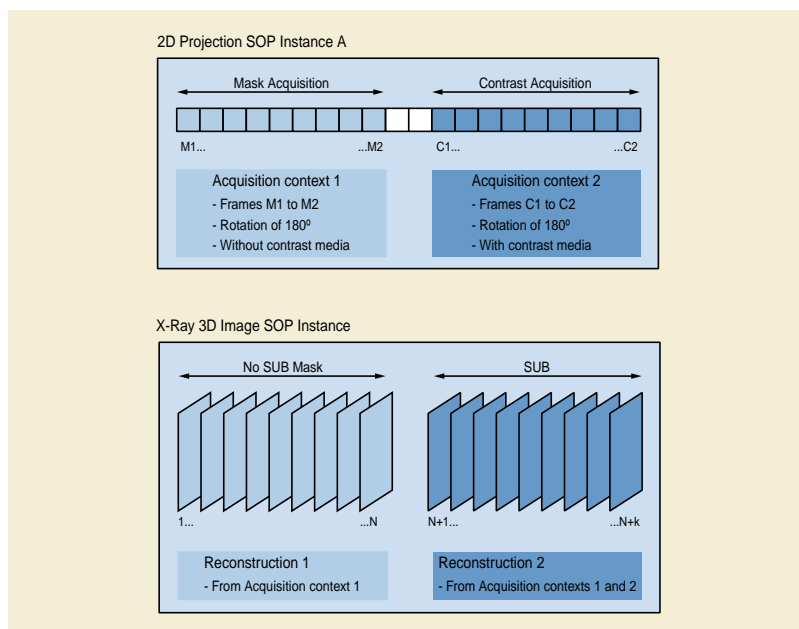 2D Projection SOP Instance A
Mask Acquisition
Contrast Acquisition
M1...
...M2
C1...
...C2
Acquisition context 1
- Frames M1 to M2
- Rotation of 180º
- Without contrast media
Acquisition context 2
- Frames C1 to C2
- Rotation of 180º
- With contrast media
X-Ray 3D Image SOP Instance
No SUB Mask
SUB
1...
...N
N+1...
...N+k
Reconstruction 1
- From Acquisition context 1
Reconstruction 2
- From Acquisition contexts 1 and 2